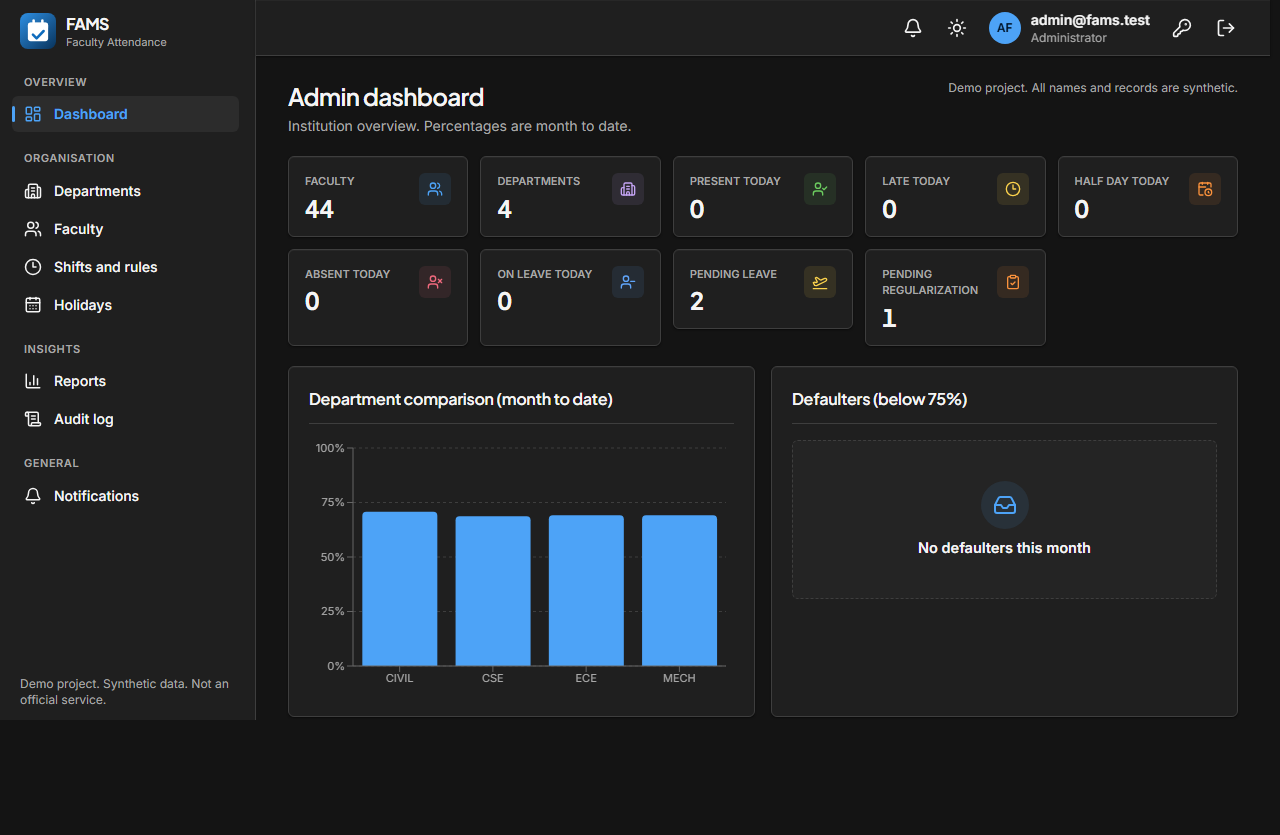 FAMS
Faculty Attendance
OVERVIEW
Dashboard
ORGANISATION
Departments
Faculty
Shifts and rules
Holidays
INSIGHTS
Reports
Audit log
GENERAL
Notifications
Demo project. Synthetic data. Not an
official service.
AF
admin@fams.test
Administrator
Admin dashboard
Demo project. All names and records are synthetic.
Institution overview. Percentages are month to date.
FACULTY
44
DEPARTMENTS
4
PRESENT TODAY
0
LATE TODAY
0
HALF DAY TODAY
0
ABSENT TODAY
0
ON LEAVE TODAY
0
PENDING LEAVE
2
PENDING
REGULARIZATION
1
Department comparison (month to date)
100%
75%
50%
25%
0%
CIVIL
CSE
ECE
MECH
Defaulters (below 75%)
No defaulters this month